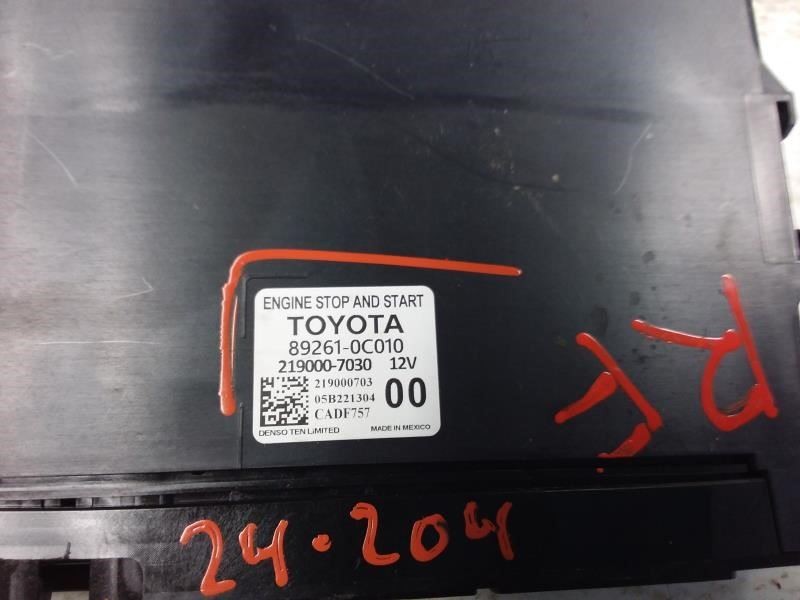 ENGINE STOP AND START
TOYOTA
89261-0C010
219000-7030 12V
219000703
05B221304
CADF757
00
DENSO TEN LIMITED MADE IN MEXICO
24.204